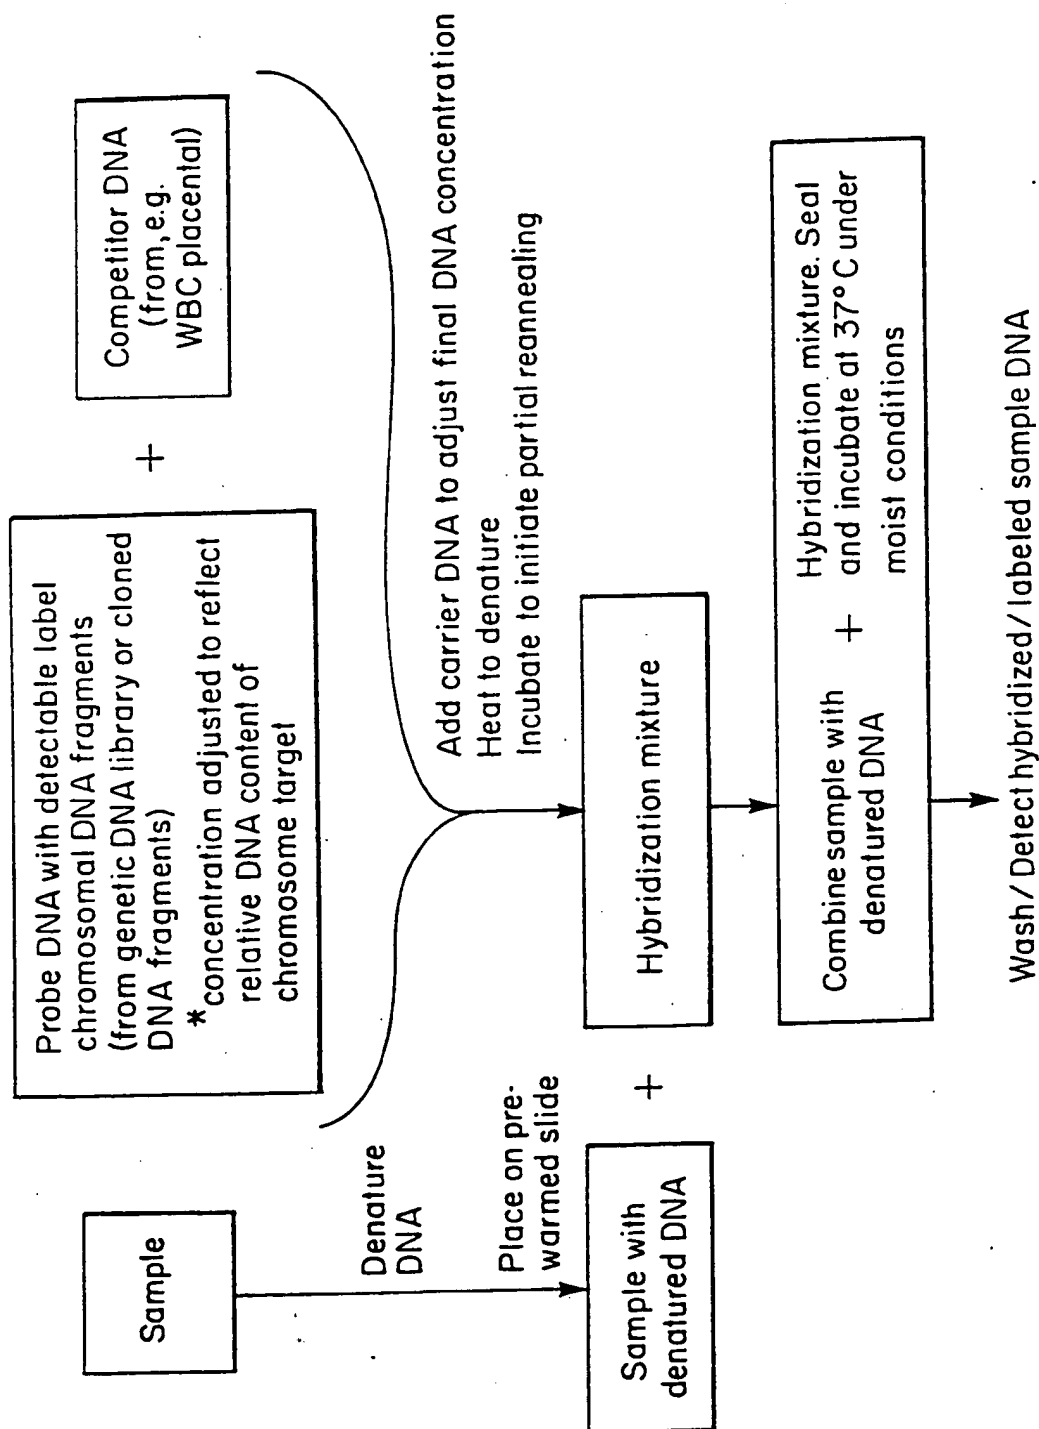 Sample
Denature
DNA
Place on pre-
warmed slide
Sample with
denatured DNA
+
Probe DNA with detectable label
chromosomal DNA fragments
(from genetic DNA library or cloned
DNA fragments)
*concentration adjusted to reflect
relative DNA content of
chromosome target
+
Competitor DNA
(from, e.g.
WBC placental)
Add carrier DNA to adjust final DNA concentration
Heat to denature
Incubate to initiate partial reannealing
Hybridization mixture
Combine sample with
denatured DNA
+
Hybridization mixture. Seal
and incubate at 37°C under
moist conditions
Wash/Detect hybridized/labeled sample DNA